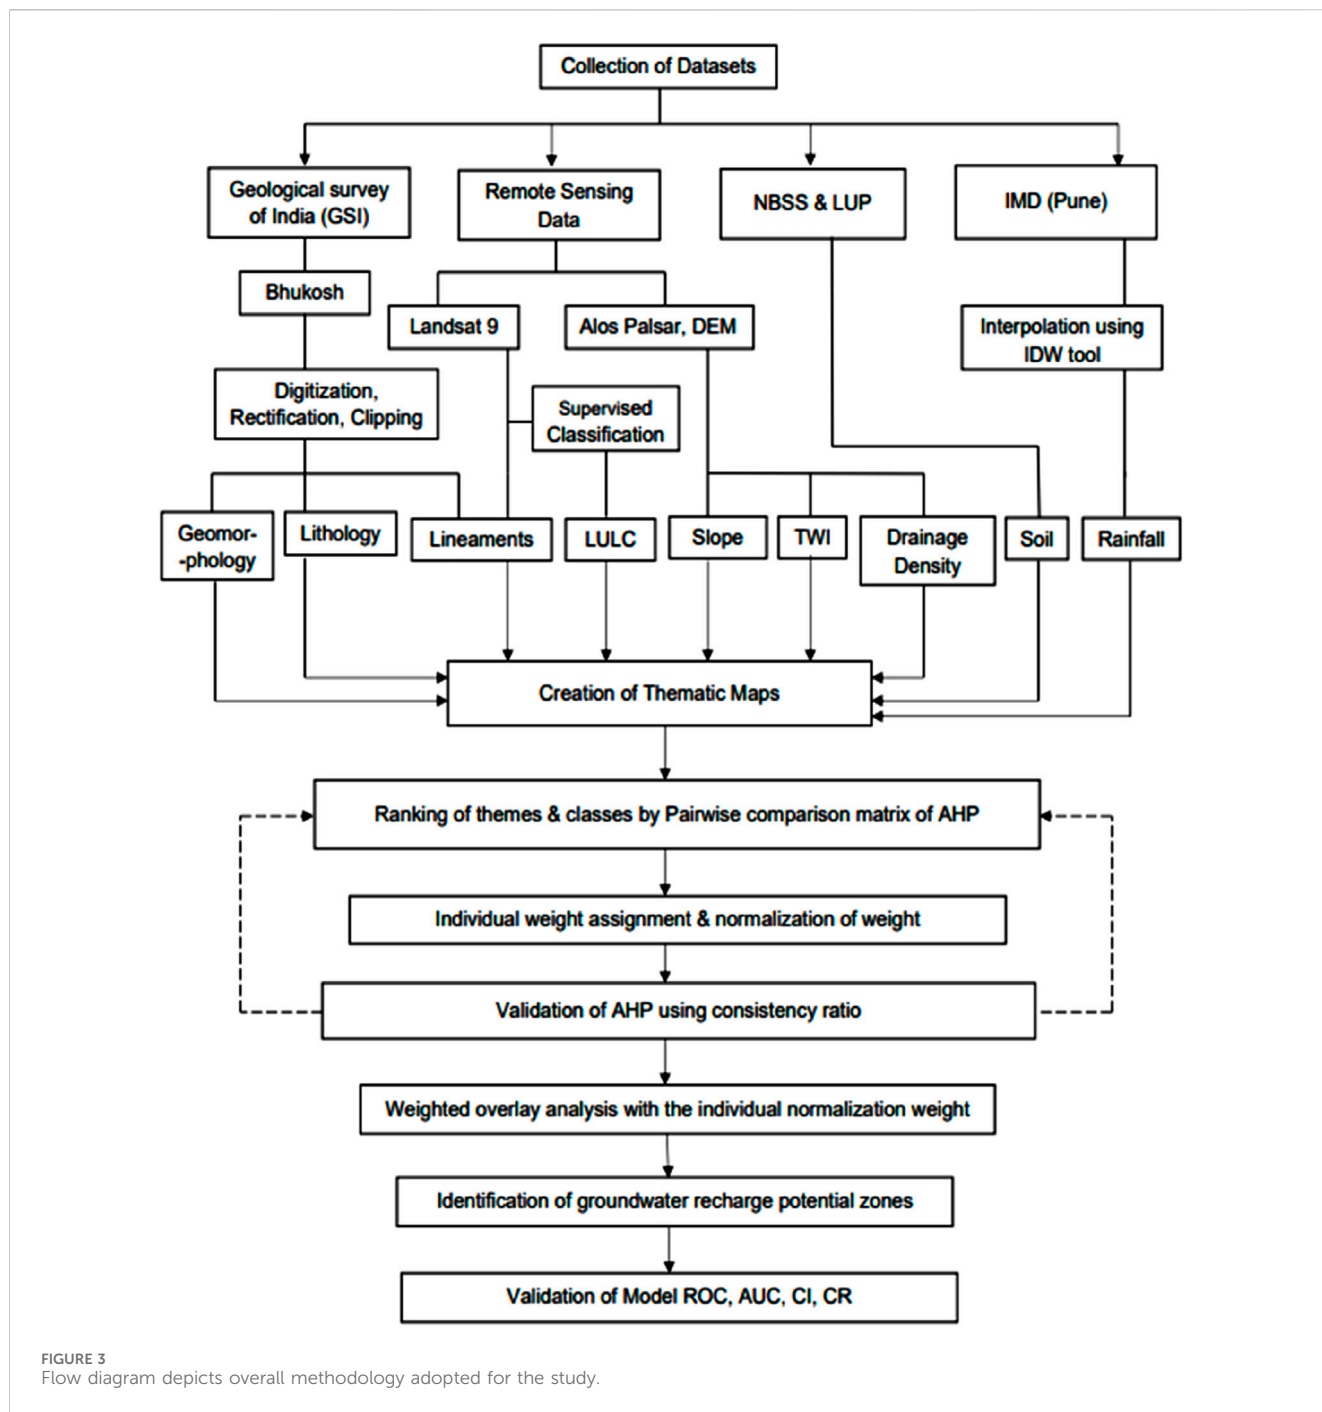 Collection of Datasets
Geological survey
of India (GSI)
Remote Sensing
Data
NBSS & LUP
IMD (Pune)
Bhukosh
Landsat 9
Alos Palsar, DEM
Interpolation using
IDW tool
Digitization,
Rectification, Clipping
Supervised
Classification
Geomor-
-phology
Lithology
Lineaments
LULC
Slope
TWI
Drainage
Density
Soil
Rainfall
Creation of Thematic Maps
Ranking of themes & classes by Pairwise comparison matrix of AHP
Individual weight assignment & normalization of weight
Validation of AHP using consistency ratio
Weighted overlay analysis with the individual normalization weight
Identification of groundwater recharge potential zones
Validation of Model ROC, AUC, CI, CR
FIGURE 3
Flow diagram depicts overall methodology adopted for the study.